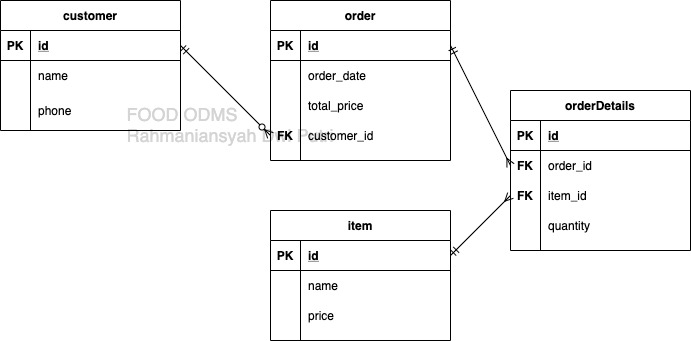 customer
PK id
name
phone
order
PK id
order_date
total_price
FK customer_id
orderDetails
PK id
FK order_id
FK item_id
quantity
item
PK id
name
price
FOOD ODMS
Rahmaniansyah